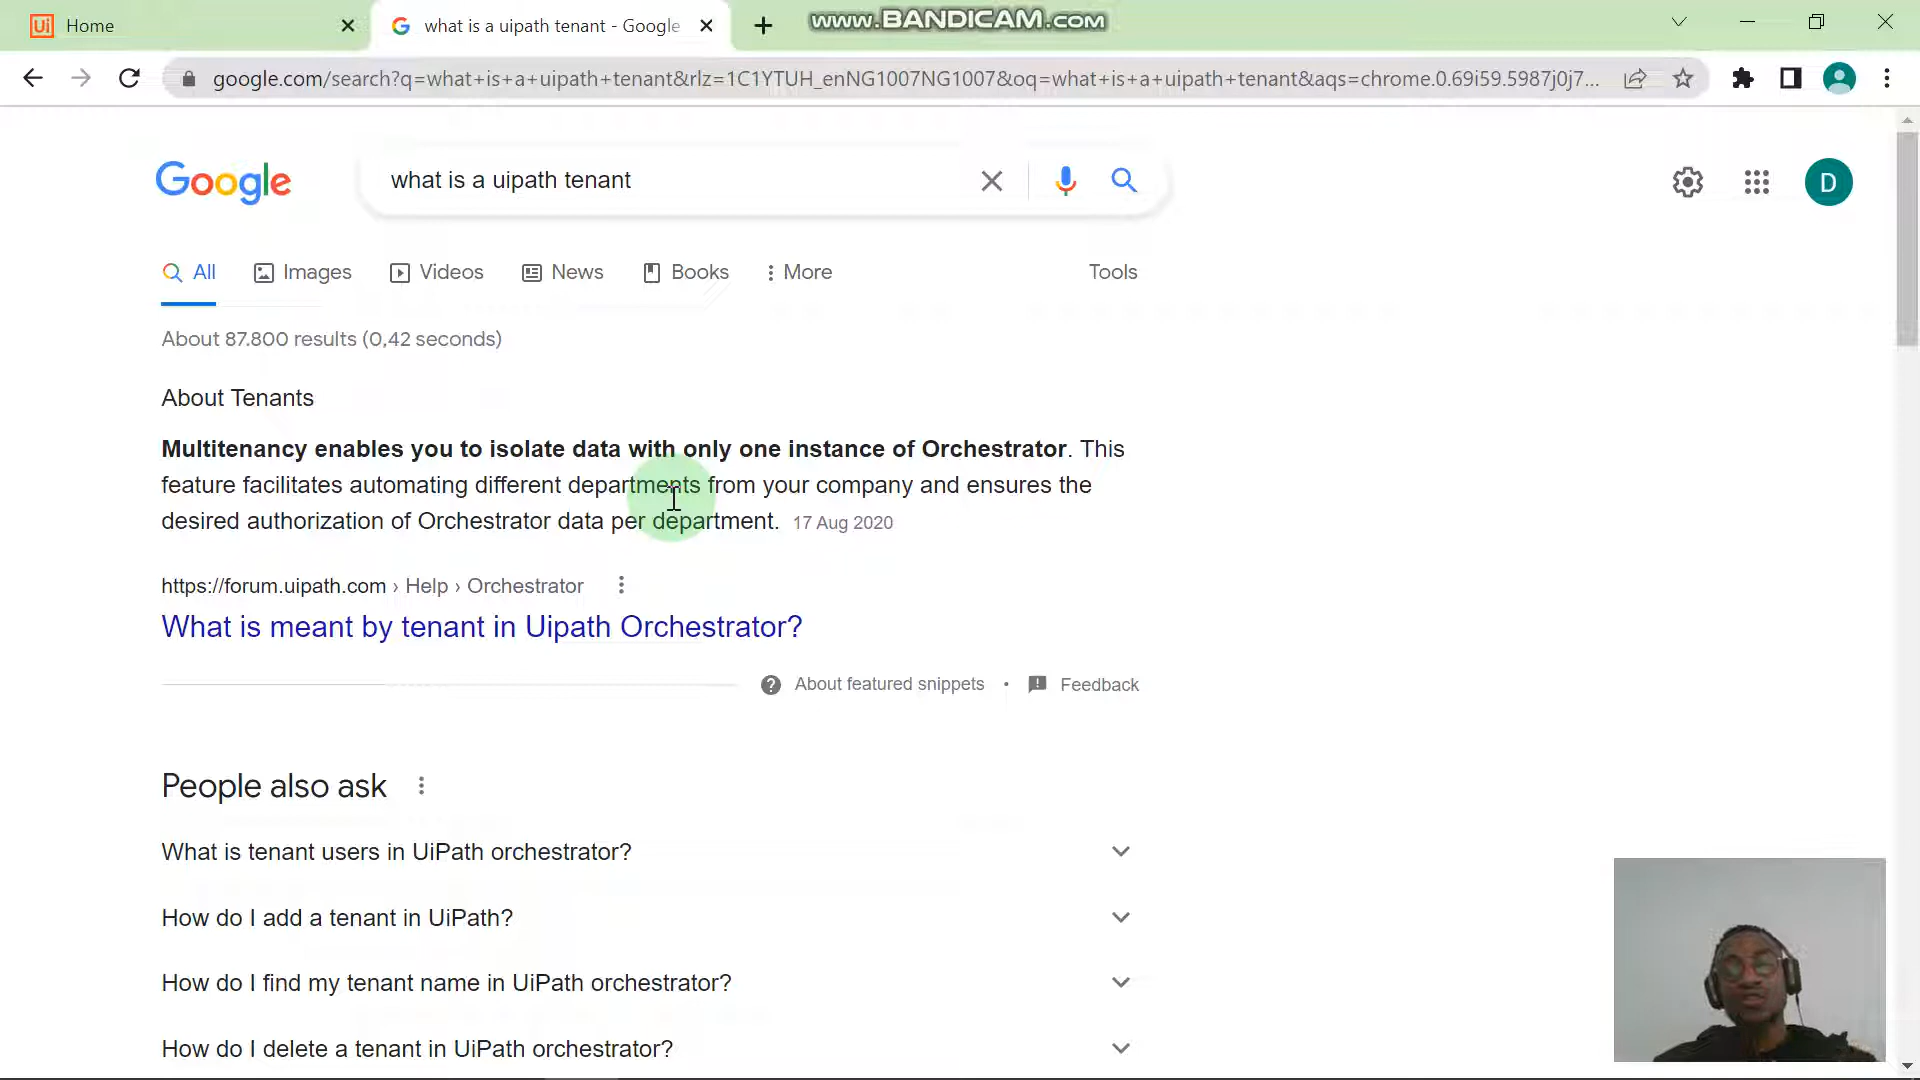 Home
what is a uipath tenant - Google
www.BANDICAM.com
google.com/search?q=what+is+a+uipath+tenant&rlz=1C1YTUH_enNG1007NG1007&oq=what+is+a+uipath+tenant&aqs=chrome.0.69i59.5987j0j7...
Google
what is a uipath tenant
D
All
Images
Videos
News
Books
More
Tools
About 87.800 results (0,42 seconds)
About Tenants
Multitenancy enables you to isolate data with only one instance of Orchestrator. This
feature facilitates automating different departments from your company and ensures the
desired authorization of Orchestrator data per department. 17 Aug 2020
https://forum.uipath.com › Help › Orchestrator
What is meant by tenant in Uipath Orchestrator?
About featured snippets • Feedback
People also ask
What is tenant users in UiPath orchestrator?
How do I add a tenant in UiPath?
How do I find my tenant name in UiPath orchestrator?
How do I delete a tenant in UiPath orchestrator?